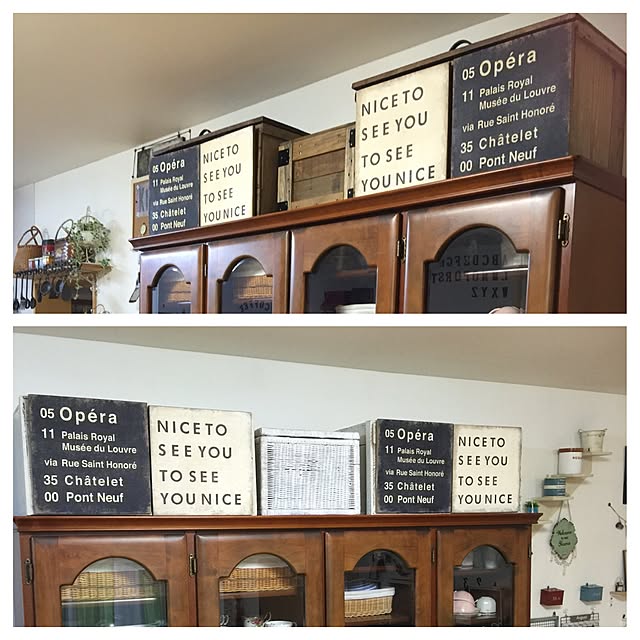 05 Opéra
11 Palais Royal
Musée du Louvre
via Rue Saint Honoré
35 Châtelet
00 Pont Neuf
NICE TO
SEE YOU
TO SEE
YOU NICE
NICE TO
SEE YOU
TO SEE
YOU NICE
05 Opéra
11 Palais Royal
Musée du Louvre
via Rue Saint Honoré
35 Châtelet
00 Pont Neuf
05 Opéra
11 Palais Royal
Musée du Louvre
via Rue Saint Honoré
35 Châtelet
00 Pont Neuf
NICE TO
SEE YOU
TO SEE
YOU NICE
05 Opéra
11 Palais Royal
Musée du Louvre
via Rue Saint Honoré
35 Châtelet
00 Pont Neuf
NICE TO
SEE YOU
TO SEE
YOU NICE